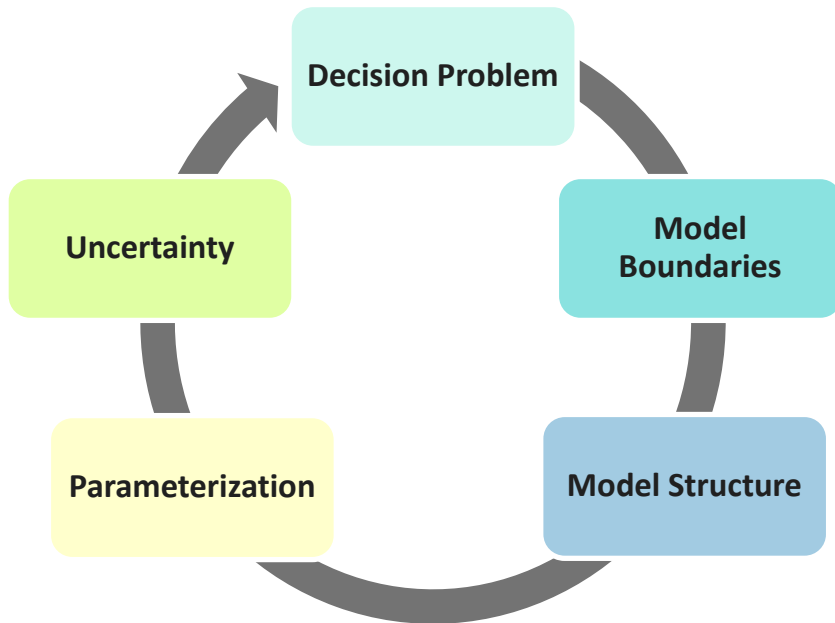 Decision Problem
Model
Boundaries
Model Structure
Parameterization
Uncertainty